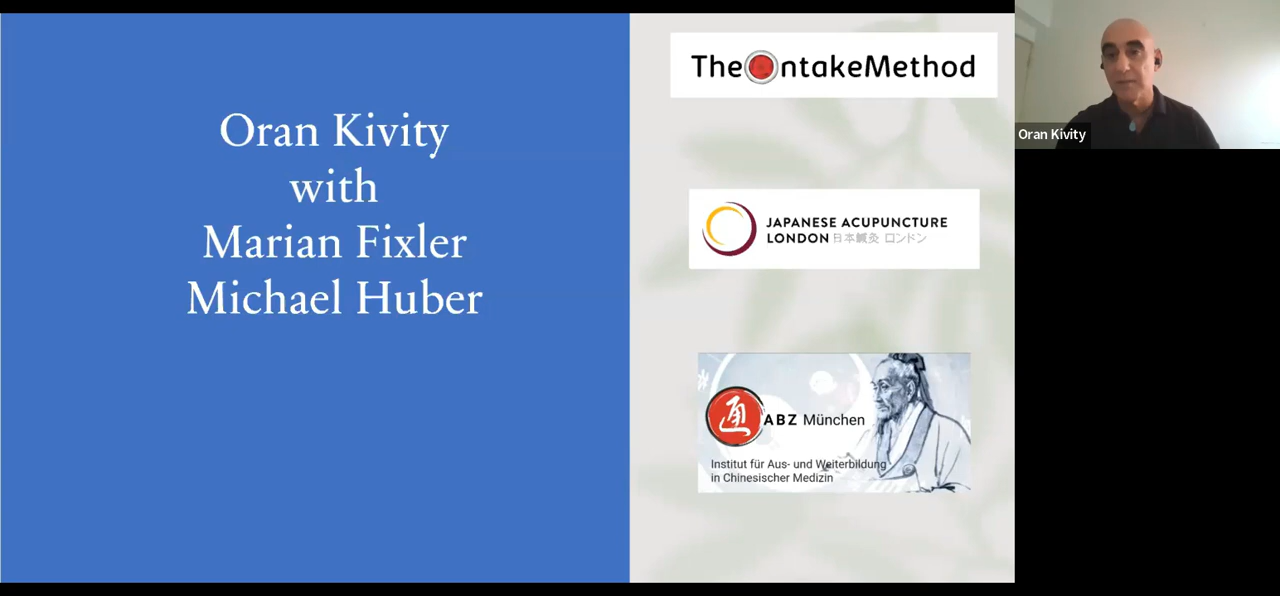 Oran Kivity
with
Marian Fixler
Michael Huber
TheOntakeMethod
JAPANESE ACUPUNCTURE
LONDON 日本鍼灸 ロンドン
通
ABZ München
Institut für Aus- und Weiterbildung
in Chinesischer Medizin
Oran Kivity